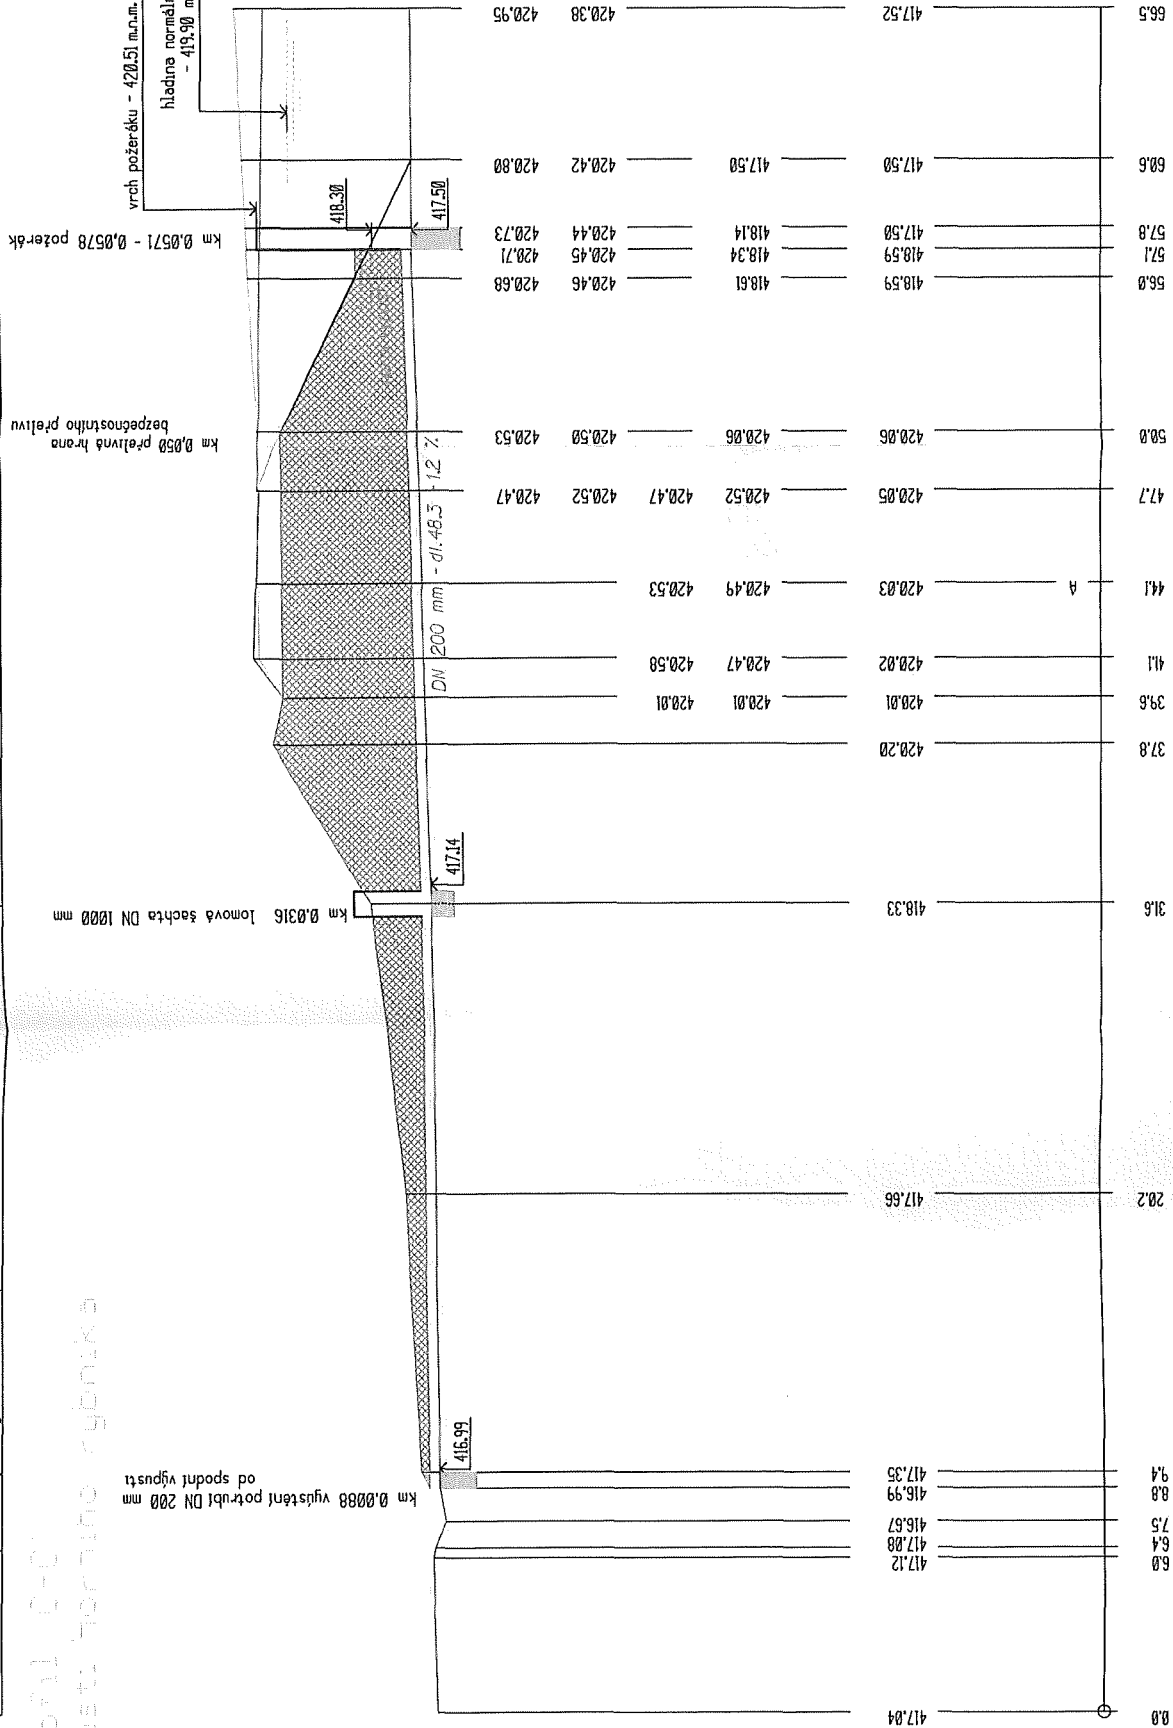 vrch požeráku - 420.51 m.n.m.
hladina normáln
- 419.90 m
km 0.0571 - 0,0578 požerák
km 0,050 přelivná hrana
bezpečnostního přelivu
km 0.0316 lomová šachta DN 1000 mm
km 0.0088 vyústění potrubí DN 200 mm
od spodní výpusti
DN 200 mm - dl.48.3 -1.2 %
418.30
417.50
417.14
416.99
420.95 420.38 417.52 66.5
420.80 420.42 417.50 417.50 60.6
420.73 420.44 418.14 417.50 57.8
420.71 420.45 418.34 418.59 57.1
420.68 420.46 418.61 418.59 56.0
420.53 420.50 420.06 420.06 50.0
420.47 420.52 420.47 420.52 420.05 47.7
420.53 420.49 420.03 A 44.1
420.58 420.47 420.02 41.1
420.01 420.01 420.01 39.6
420.20 37.8
418.33 31.6
417.66 20.2
417.35 9.4
416.99 8.8
416.67 7.5
417.08 6.4
417.12 6.0
417.04 0.0